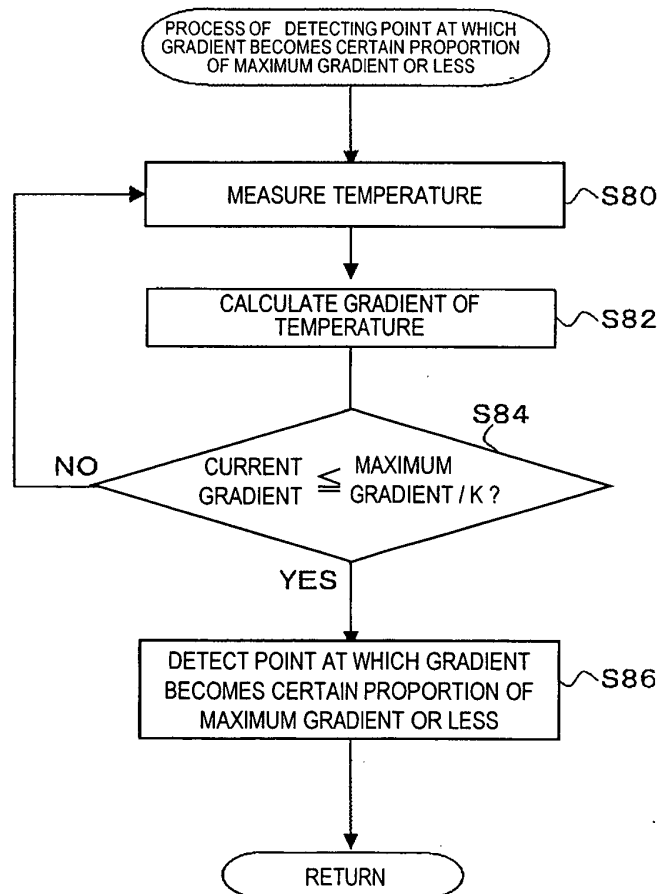 PROCESS OF DETECTING POINT AT WHICH
GRADIENT BECOMES CERTAIN PROPORTION
OF MAXIMUM GRADIENT OR LESS
MEASURE TEMPERATURE
S80
CALCULATE GRADIENT OF
TEMPERATURE
S82
S84
NO
CURRENT
GRADIENT
≦
MAXIMUM
GRADIENT / K ?
YES
DETECT POINT AT WHICH GRADIENT
BECOMES CERTAIN PROPORTION OF
MAXIMUM GRADIENT OR LESS
S86
RETURN